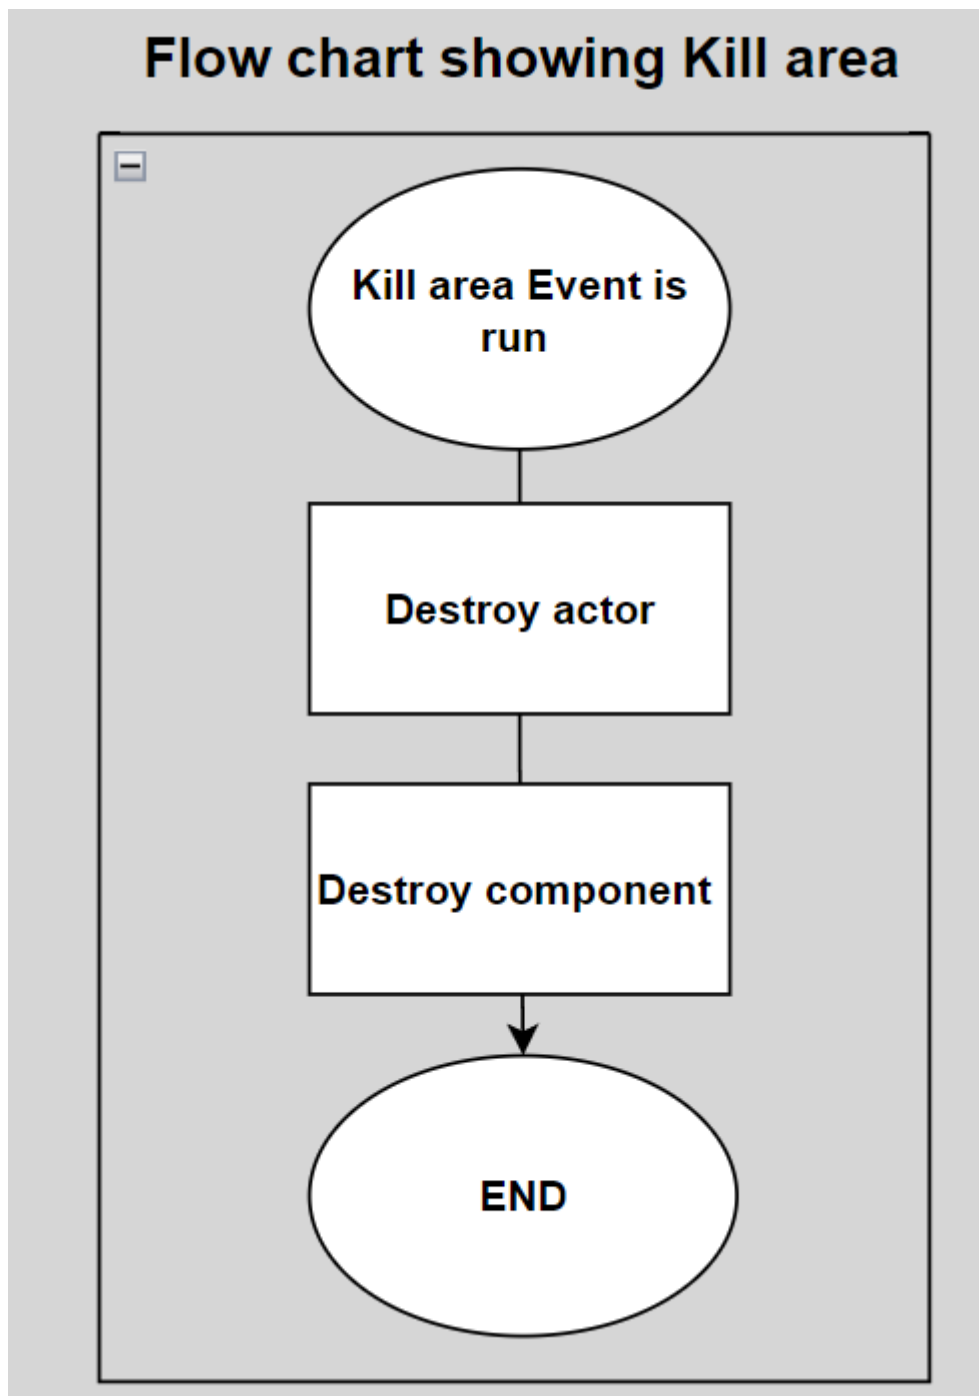 Flow chart showing Kill area
Kill area Event is
run
Destroy actor
Destroy component
END